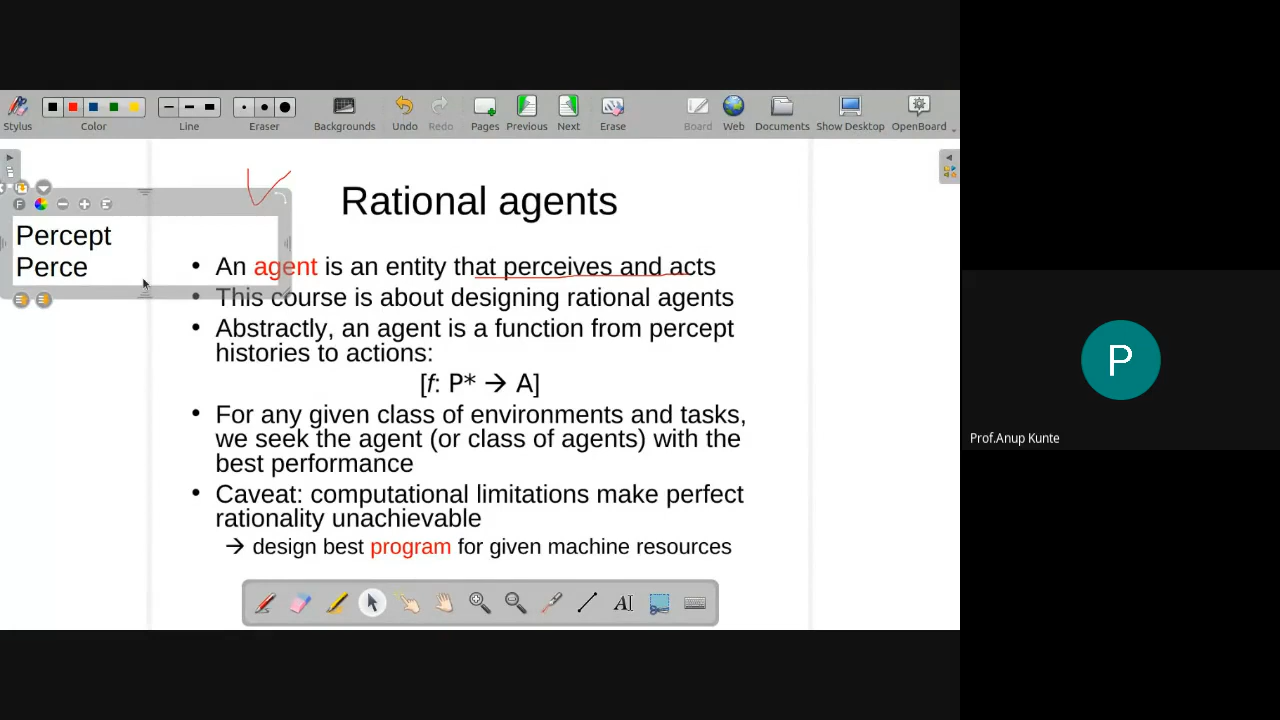 Stylus Color Line Eraser Backgrounds Undo Redo Pages Previous Next Erase Board Web Documents Show Desktop OpenBoard
F
Percept
Perce
Rational agents
• An agent is an entity that perceives and acts
• This course is about designing rational agents
• Abstractly, an agent is a function from percept
histories to actions:
[f: P* → A]
• For any given class of environments and tasks,
we seek the agent (or class of agents) with the
best performance
• Caveat: computational limitations make perfect
rationality unachievable
→ design best program for given machine resources
AI
P
Prof.Anup Kunte